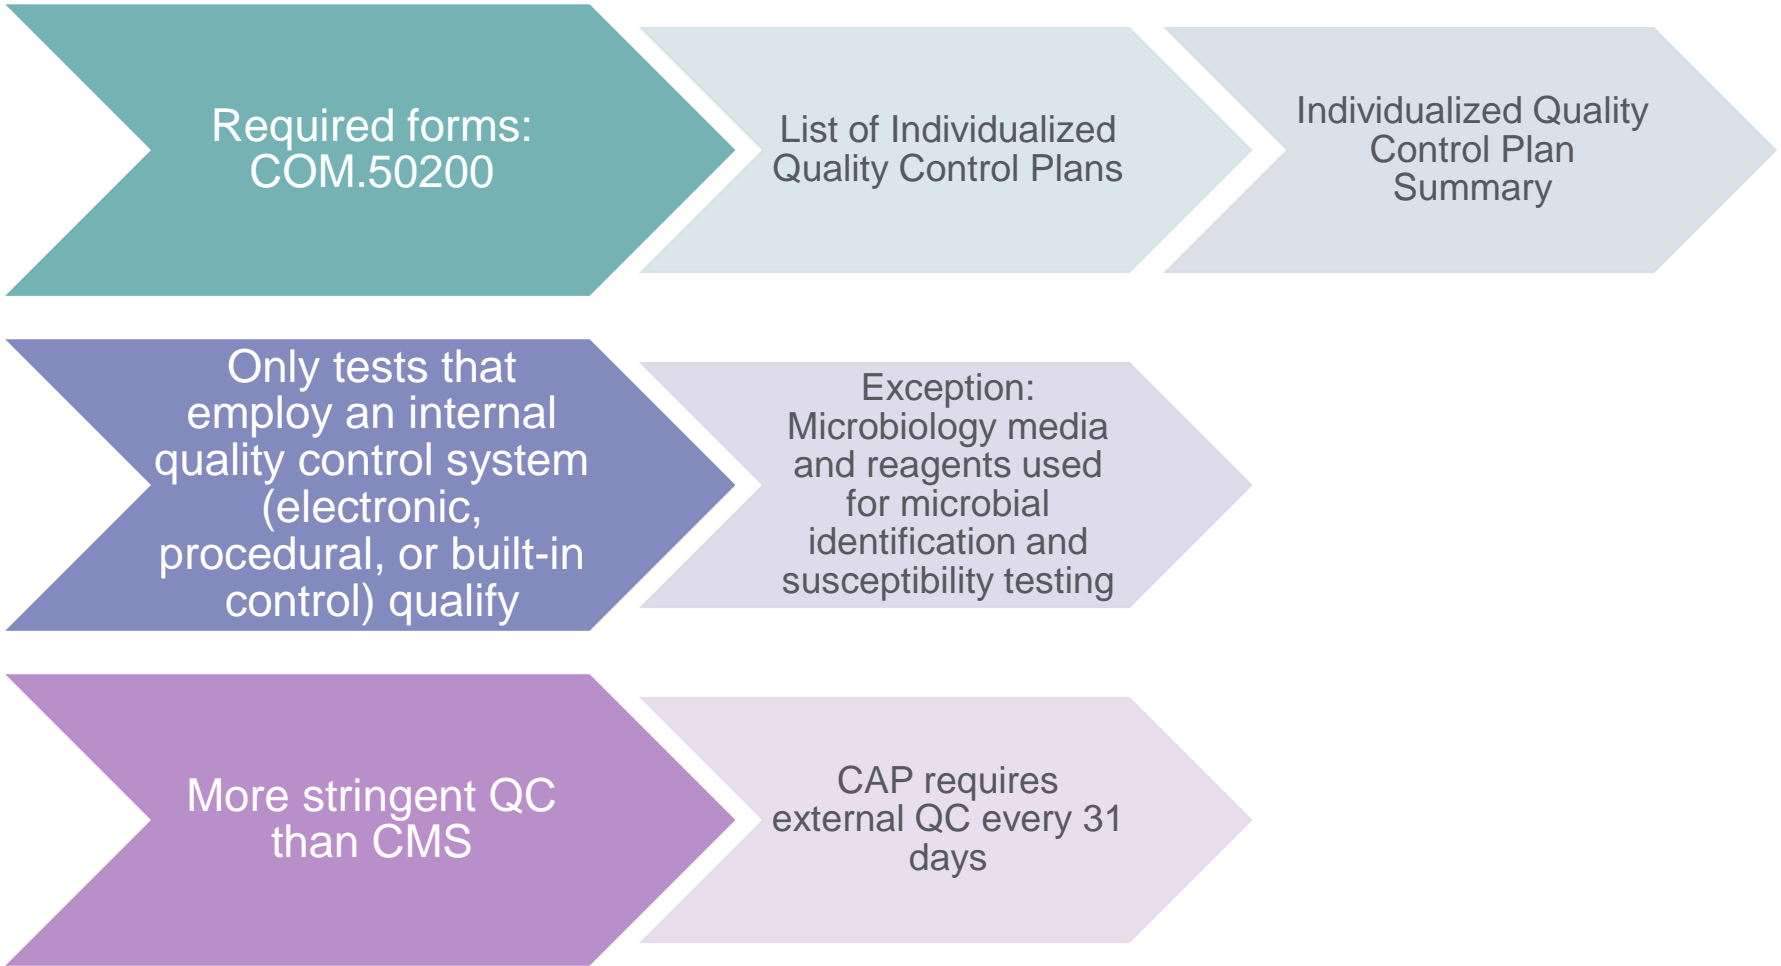 Required forms:
COM.50200
List of Individualized
Quality Control Plans
Individualized Quality
Control Plan
Summary
Only tests that
employ an internal
quality control system
(electronic,
procedural, or built-in
control) qualify
Exception:
Microbiology media
and reagents used
for microbial
identification and
susceptibility testing
More stringent QC
than CMS
CAP requires
external QC every 31
days